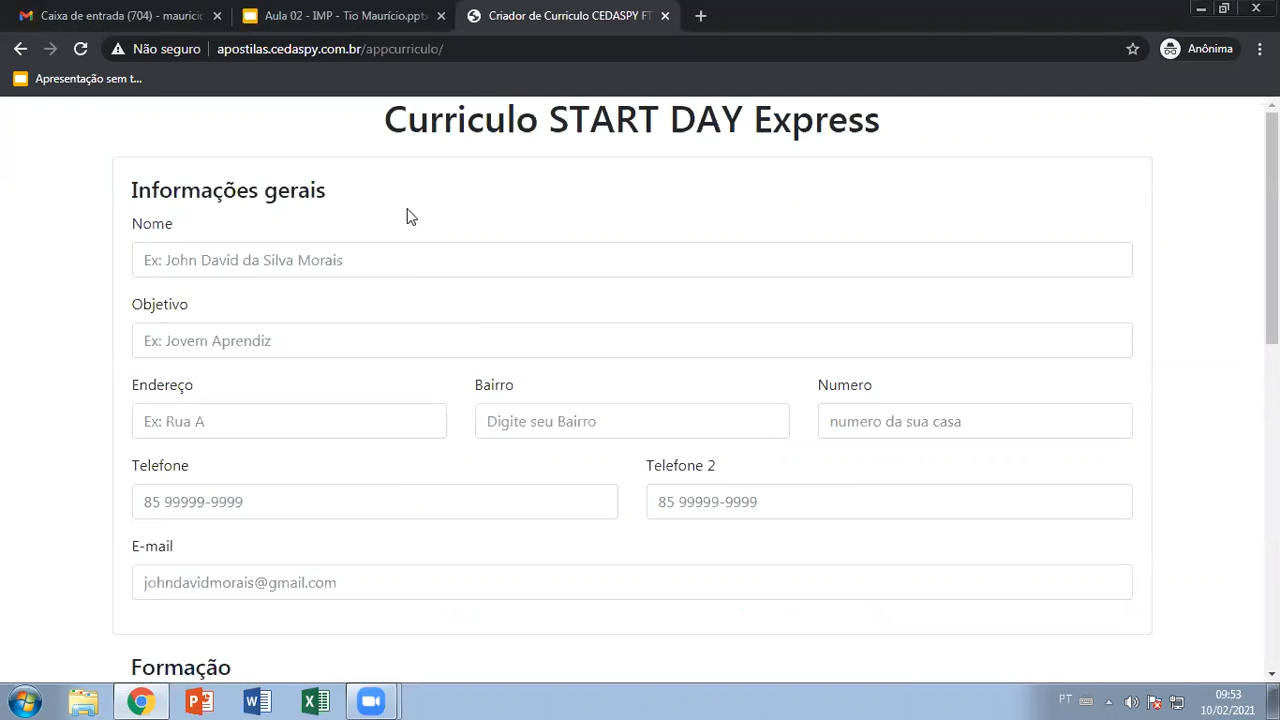 Caixa de entrada (704) - maurici
Aula 02 - IMP - Tio Maurício.ppt
Criador de Curriculo CEDASPY FT
Não seguro
apostilas.cedaspy.com.br/appcurriculo/
Anônima
Apresentação sem t...
Curriculo START DAY Express
Informações gerais
Nome
Ex: John David da Silva Morais
Objetivo
Ex: Jovem Aprendiz
Endereço Bairro Numero
Ex: Rua A Digite seu Bairro numero da sua casa
Telefone Telefone 2
85 99999-9999 85 99999-9999
E-mail
johndavidmorais@gmail.com
Formação
PT
09:53
10/02/2021